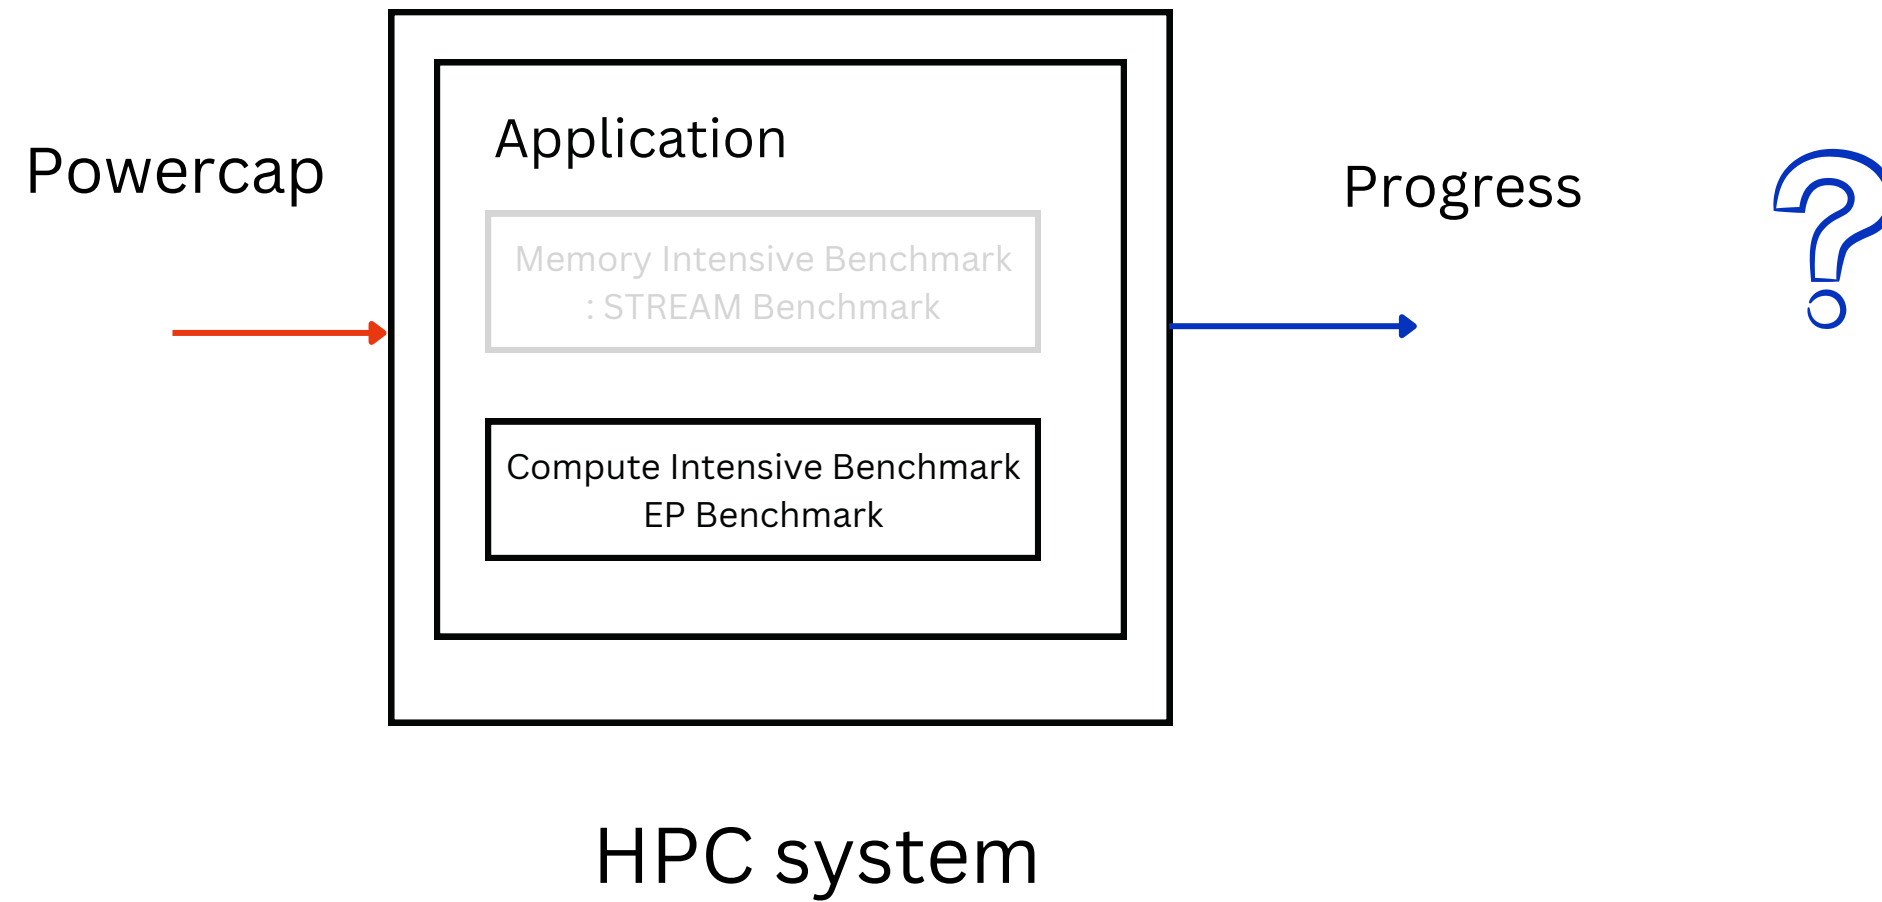 Powercap
Application
Memory Intensive Benchmark
: STREAM Benchmark
Compute Intensive Benchmark
EP Benchmark
Progress
?
HPC system